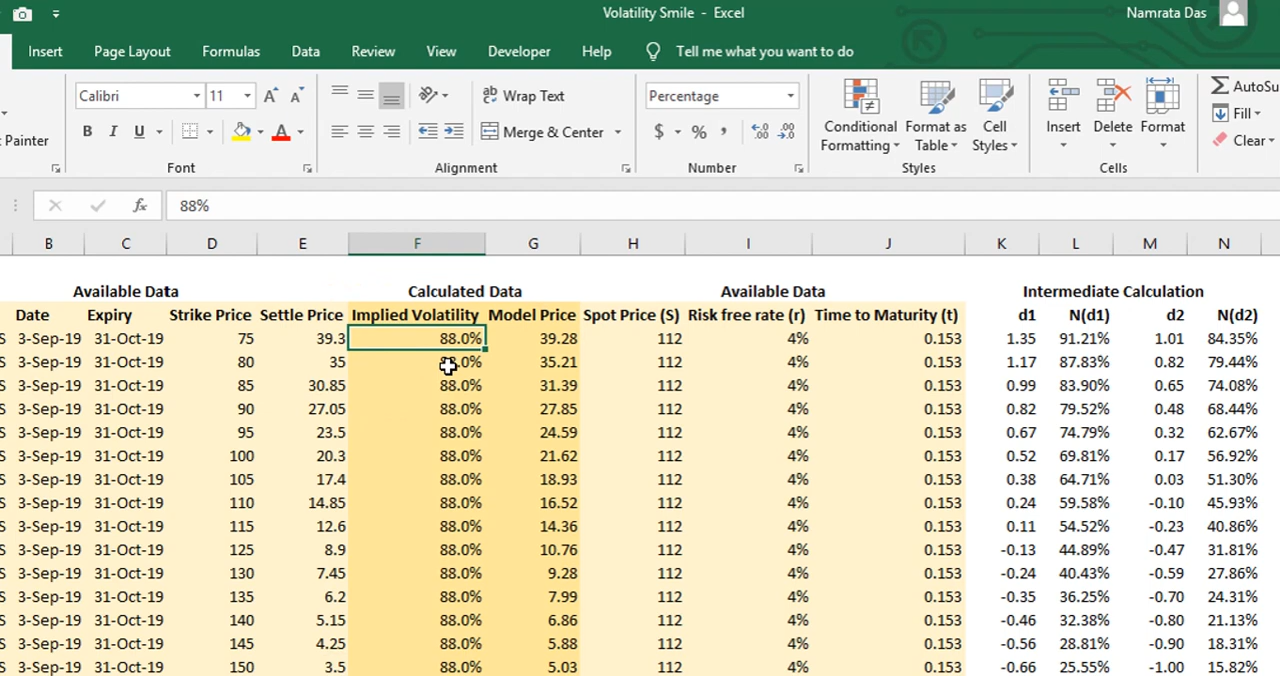 Volatility Smile - Excel
Namrata Das
Insert Page Layout Formulas Data Review View Developer Help Tell me what you want to do
Calibri 11 Wrap Text Percentage AutoSu
Painter B I U Merge & Center $ % Conditional Formatting Format as Table Cell Styles Insert Delete Format Fill Clear
Font Alignment Number Styles Cells
fx 88%
B C D E F G H I J K L M N
Available Data Calculated Data Available Data Intermediate Calculation
Date Expiry Strike Price Settle Price Implied Volatility Model Price Spot Price (S) Risk free rate (r) Time to Maturity (t) d1 N(d1) d2 N(d2)
S 3-Sep-19 31-Oct-19 75 39.3 88.0% 39.28 112 4% 0.153 1.35 91.21% 1.01 84.35%
S 3-Sep-19 31-Oct-19 80 35 35.21 112 4% 0.153 1.17 87.83% 0.82 79.44%
S 3-Sep-19 31-Oct-19 85 30.85 88.0% 31.39 112 4% 0.153 0.99 83.90% 0.65 74.08%
S 3-Sep-19 31-Oct-19 90 27.05 88.0% 27.85 112 4% 0.153 0.82 79.52% 0.48 68.44%
S 3-Sep-19 31-Oct-19 95 23.5 88.0% 24.59 112 4% 0.153 0.67 74.79% 0.32 62.67%
S 3-Sep-19 31-Oct-19 100 20.3 88.0% 21.62 112 4% 0.153 0.52 69.81% 0.17 56.92%
S 3-Sep-19 31-Oct-19 105 17.4 88.0% 18.93 112 4% 0.153 0.38 64.71% 0.03 51.30%
S 3-Sep-19 31-Oct-19 110 14.85 88.0% 16.52 112 4% 0.153 0.24 59.58% -0.10 45.93%
S 3-Sep-19 31-Oct-19 115 12.6 88.0% 14.36 112 4% 0.153 0.11 54.52% -0.23 40.86%
S 3-Sep-19 31-Oct-19 125 8.9 88.0% 10.76 112 4% 0.153 -0.13 44.89% -0.47 31.81%
S 3-Sep-19 31-Oct-19 130 7.45 88.0% 9.28 112 4% 0.153 -0.24 40.43% -0.59 27.86%
S 3-Sep-19 31-Oct-19 135 6.2 88.0% 7.99 112 4% 0.153 -0.35 36.25% -0.70 24.31%
S 3-Sep-19 31-Oct-19 140 5.15 88.0% 6.86 112 4% 0.153 -0.46 32.38% -0.80 21.13%
S 3-Sep-19 31-Oct-19 145 4.25 88.0% 5.88 112 4% 0.153 -0.56 28.81% -0.90 18.31%
S 3-Sep-19 31-Oct-19 150 3.5 88.0% 5.03 112 4% 0.153 -0.66 25.55% -1.00 15.82%